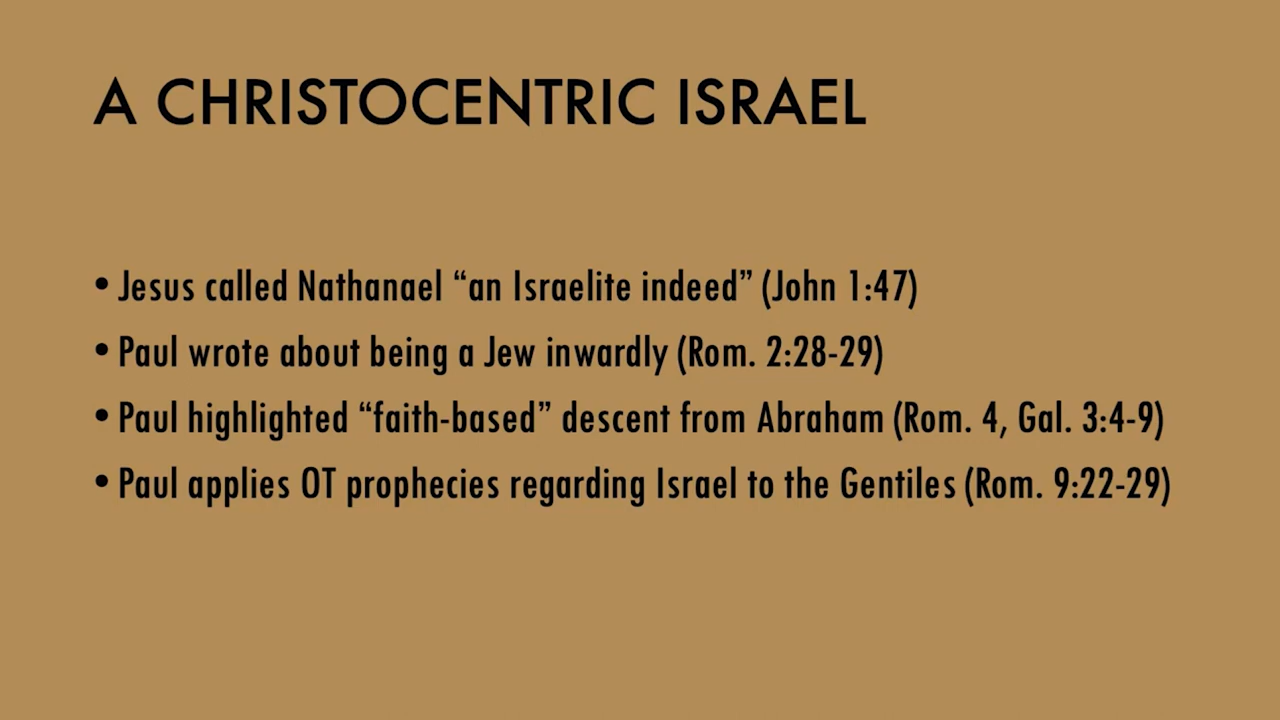 A CHRISTOCENTRIC ISRAEL
• Jesus called Nathanael “an Israelite indeed” (John 1:47)
• Paul wrote about being a Jew inwardly (Rom. 2:28-29)
• Paul highlighted “faith-based” descent from Abraham (Rom. 4, Gal. 3:4-9)
• Paul applies OT prophecies regarding Israel to the Gentiles (Rom. 9:22-29)